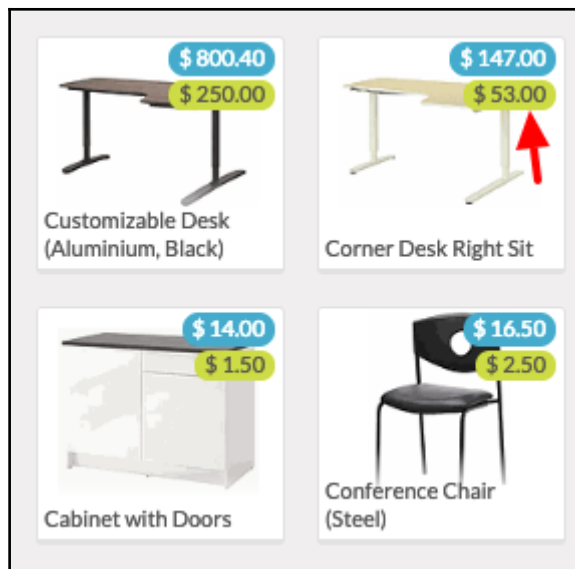 $ 800.40
$ 250.00
Customizable Desk
(Aluminium, Black)
$ 147.00
$ 53.00
Corner Desk Right Sit
$ 14.00
$ 1.50
Cabinet with Doors
$ 16.50
$ 2.50
Conference Chair
(Steel)